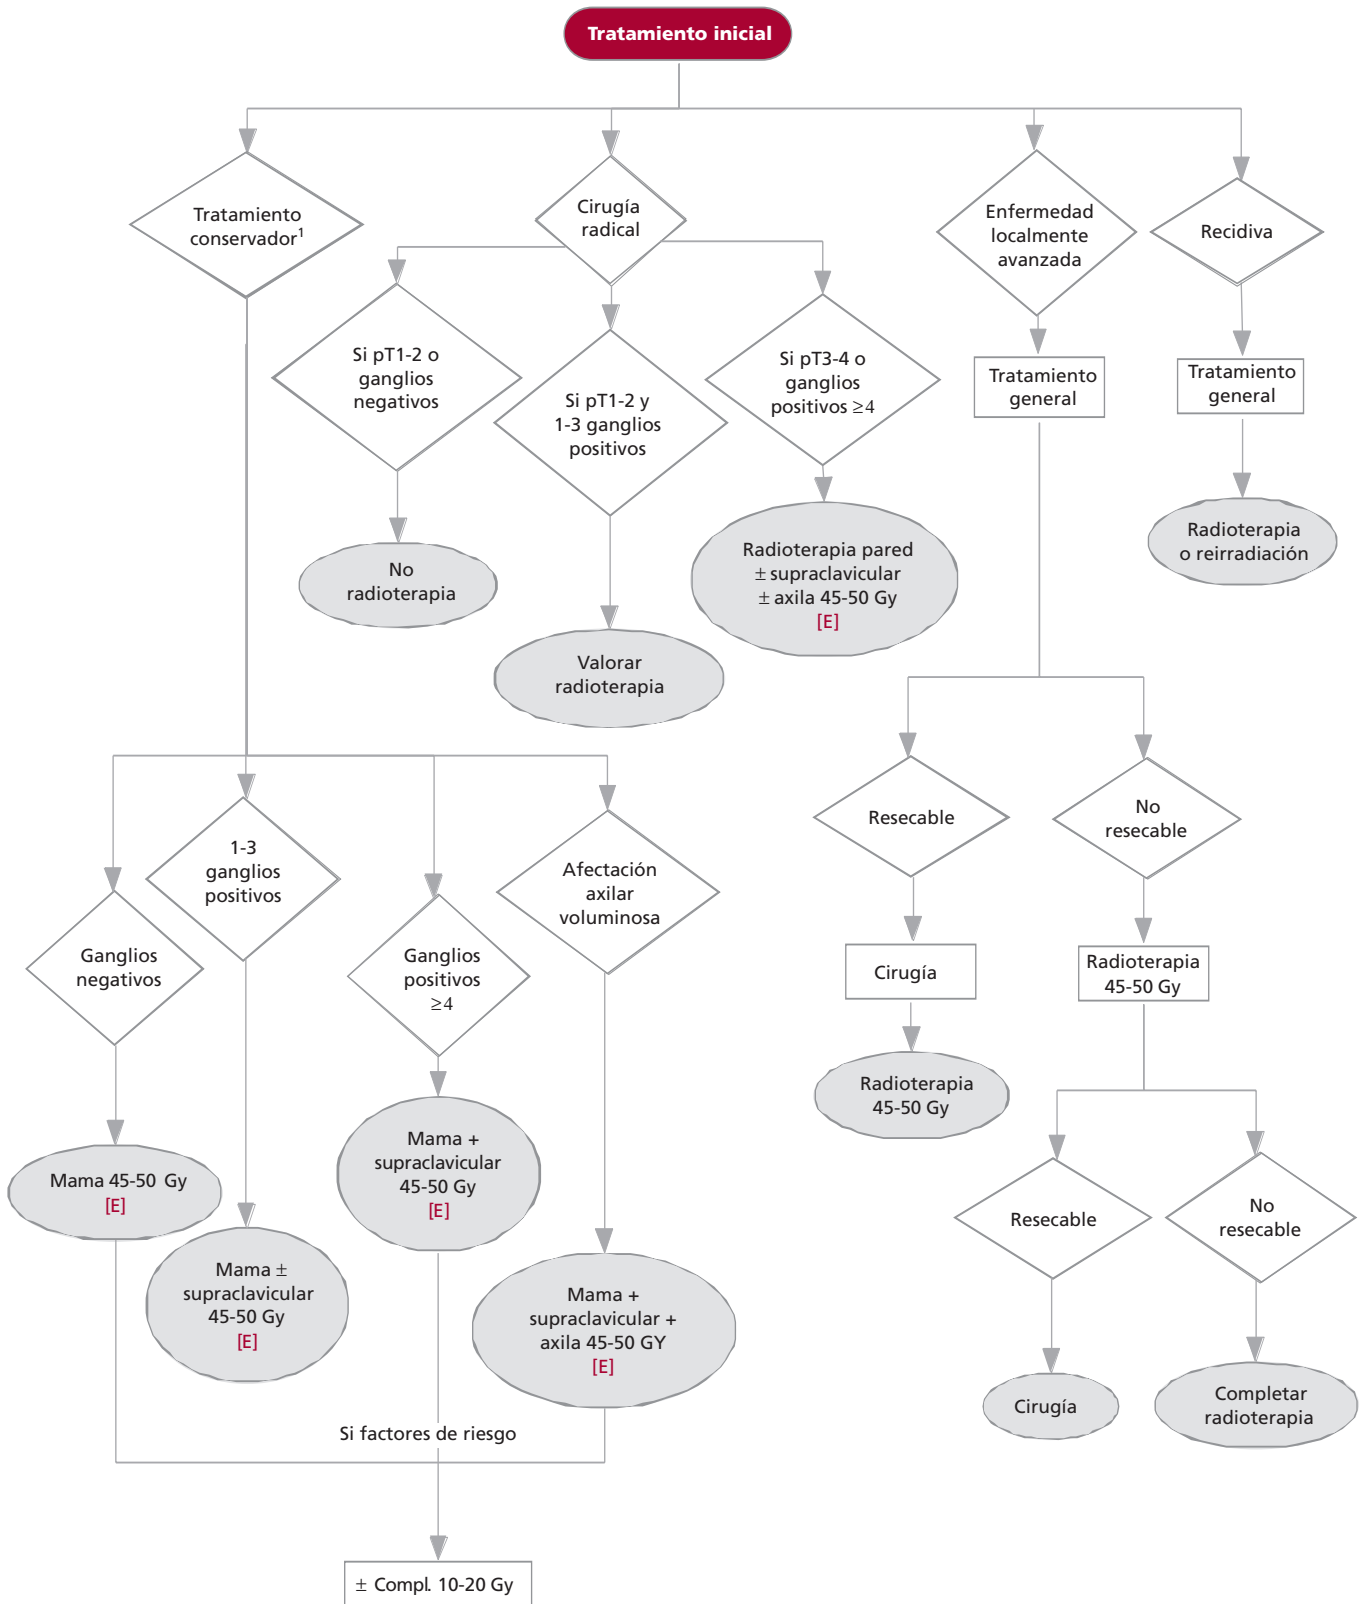 Tratamiento inicial
Tratamiento
conservador1
Cirugía
radical
Enfermedad
localmente
avanzada
Recidiva
Si pT1-2 o
ganglios
negativos
Si pT1-2 y
1-3 ganglios
positivos
Si pT3-4 o
ganglios
positivos ≥4
Tratamiento
general
Tratamiento
general
No
radioterapia
Valorar
radioterapia
Radioterapia pared
± supraclavicular
± axila 45-50 Gy
[E]
Radioterapia
o reirradiación
Ganglios
negativos
1-3
ganglios
positivos
Ganglios
positivos
≥4
Afectación
axilar
voluminosa
Resecable
No
resecable
Cirugía
Radioterapia
45-50 Gy
Radioterapia
45-50 Gy
Mama 45-50 Gy
[E]
Mama ±
supraclavicular
45-50 Gy
[E]
Mama +
supraclavicular
45-50 Gy
[E]
Mama +
supraclavicular +
axila 45-50 GY
[E]
Resecable
No
resecable
Cirugía
Completar
radioterapia
Si factores de riesgo
± Compl. 10-20 Gy